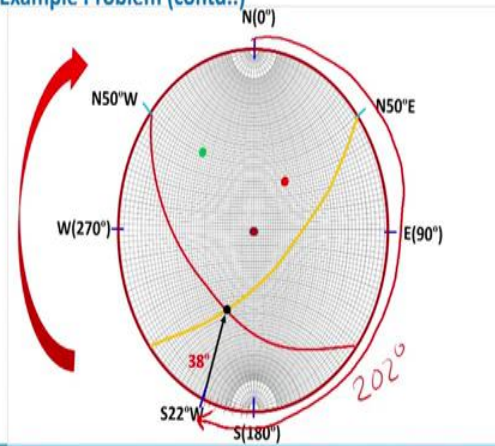 Example Problem (contd..)
N(0°)
N50°W
N50°E
W(270°)
E(90°)
38°
202°
S22°W
S(180°)